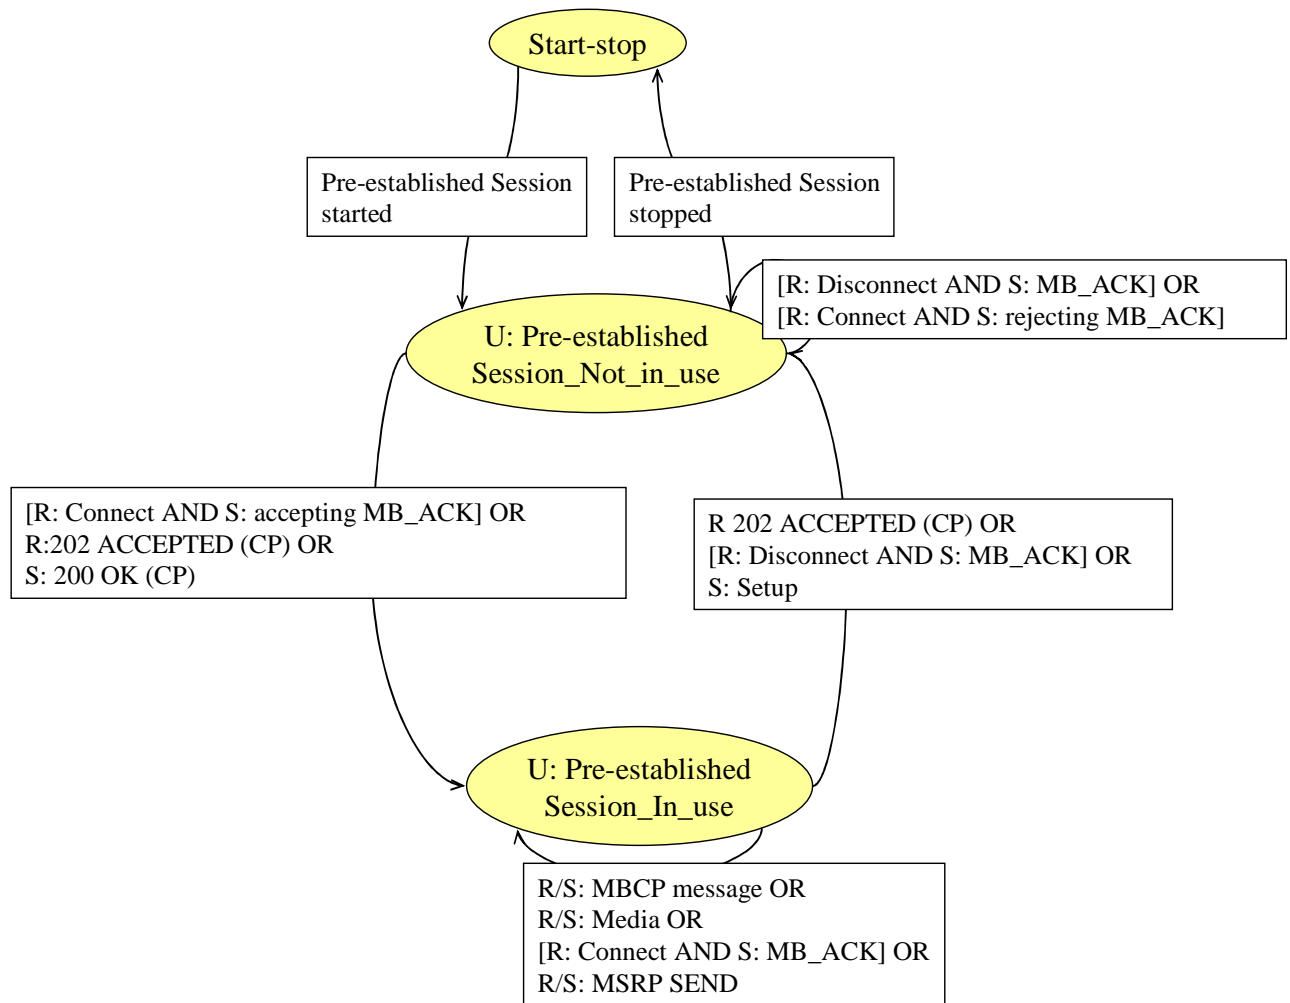 Start-stop
Pre-established Session
started
Pre-established Session
stopped
[R: Disconnect AND S: MB_ACK] OR
[R: Connect AND S: rejecting MB_ACK]
U: Pre-established
Session_Not_in_use
[R: Connect AND S: accepting MB_ACK] OR
R:202 ACCEPTED (CP) OR
S: 200 OK (CP)
R 202 ACCEPTED (CP) OR
[R: Disconnect AND S: MB_ACK] OR
S: Setup
U: Pre-established
Session_In_use
R/S: MBCP message OR
R/S: Media OR
[R: Connect AND S: MB_ACK] OR
R/S: MSRP SEND